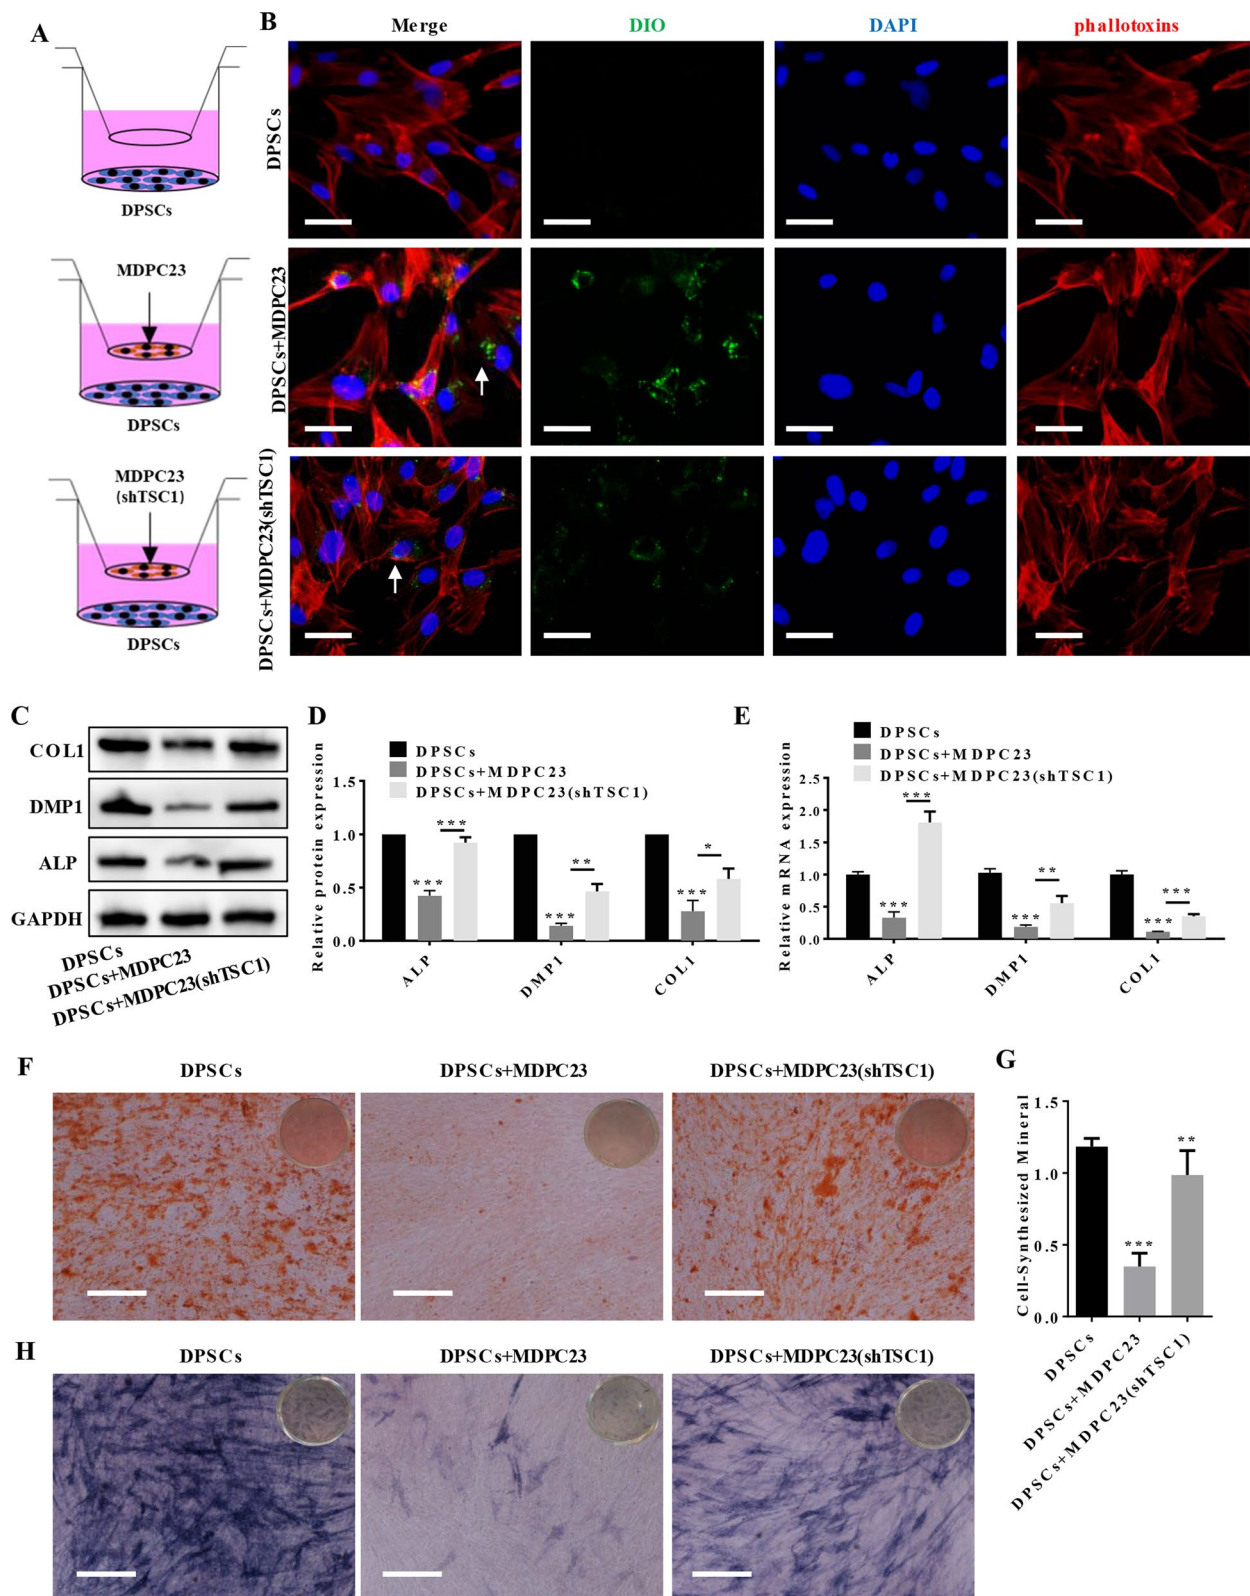 A
DPSCs
MDPC23
DPSCs
MDPC23
(shTSC1)
DPSCs
B
Merge
DIO
DAPI
phallotoxins
DPSCs
DPSCs+MDPC23
DPSCs+MDPC23(shTSC1)
C
COL1
DMP1
ALP
GAPDH
DPSCs
DPSCs+MDPC23
DPSCs+MDPC23(shTSC1)
D
DPSCs
DPSCs+MDPC23
DPSCs+MDPC23(shTSC1)
Relative protein expression
1.5
1.0
0.5
0.0
***
***
***
**
***
*
ALP
DMP1
COL1
E
DPSCs
DPSCs+MDPC23
DPSCs+MDPC23(shTSC1)
Relative mRNA expression
2.5
2.0
1.5
1.0
0.5
0.0
***
***
***
**
***
***
ALP
DMP1
COL1
F
DPSCs
DPSCs+MDPC23
DPSCs+MDPC23(shTSC1)
G
Cell-Synthesized Mineral
1.5
1.0
0.5
0.0
***
**
DPSCs
DPSCs+MDPC23
DPSCs+MDPC23(shTSC1)
H
DPSCs
DPSCs+MDPC23
DPSCs+MDPC23(shTSC1)